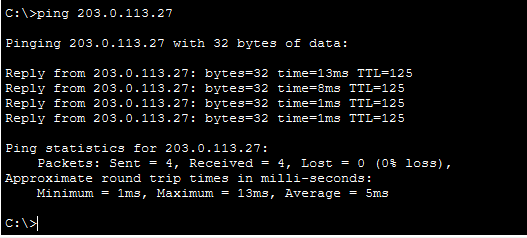 C:\>ping 203.0.113.27
Pinging 203.0.113.27 with 32 bytes of data:
Reply from 203.0.113.27: bytes=32 time=13ms TTL=125
Reply from 203.0.113.27: bytes=32 time=8ms TTL=125
Reply from 203.0.113.27: bytes=32 time=1ms TTL=125
Reply from 203.0.113.27: bytes=32 time=1ms TTL=125
Ping statistics for 203.0.113.27:
    Packets: Sent = 4, Received = 4, Lost = 0 (0% loss),
Approximate round trip times in milli-seconds:
    Minimum = 1ms, Maximum = 13ms, Average = 5ms
C:\>